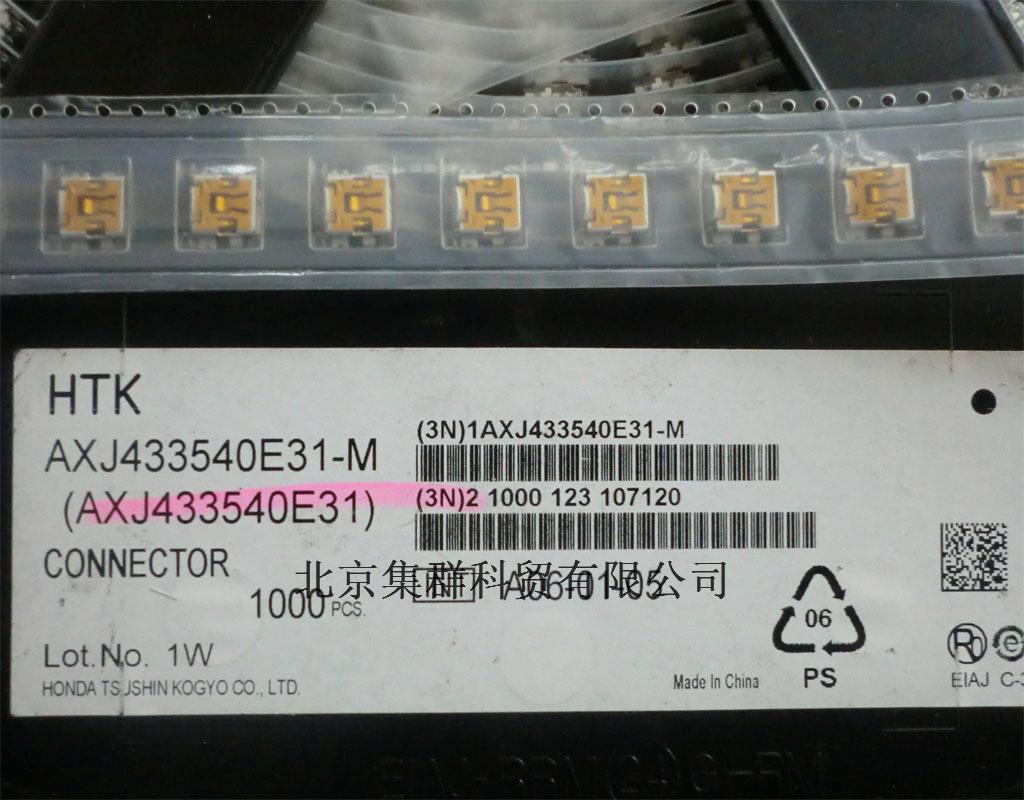 HTK
AXJ433540E31-M
(AXJ433540E31)
CONNECTOR
1000 PCS.
Lot.No. 1W
HONDA TSUSHIN KOGYO CO., LTD.
(3N)1AXJ433540E31-M
(3N)2 1000 123 107120
北京集群科贸有限公司
Made In China
06
PS
EIAJ C-3